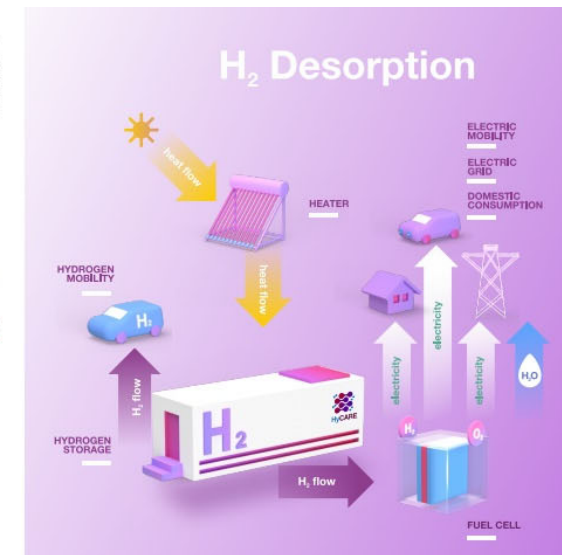 H₂ Desorption
ELECTRIC
MOBILITY
ELECTRIC
GRID
DOMESTIC
CONSUMPTION
heat flow
HEATER
heat flow
HYDROGEN
MOBILITY
H₂
H₂ flow
electricity
electricity
electricity
H₂O
HYDROGEN
STORAGE
H₂
HyCARE
H₂ flow
H₂
O₂
FUEL CELL